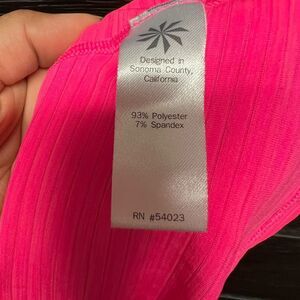 Designed in
Sonoma County,
California
93% Polyester
7% Spandex
RN #54023